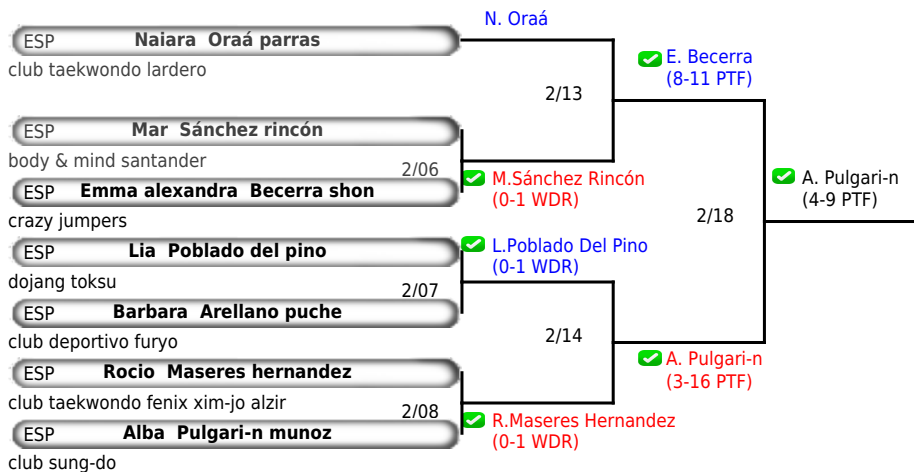 N. Oraá
ESP Naiara Oraá parras
club taekwondo lardero
E. Becerra
(8-11 PTF)
2/13
ESP Mar Sánchez rincón
body & mind santander
2/06
M.Sánchez Rincón
(0-1 WDR)
ESP Emma alexandra Becerra shon
crazy jumpers
A. Pulgari-n
(4-9 PTF)
2/18
ESP Lia Poblado del pino
dojang toksu
L.Poblado Del Pino
(0-1 WDR)
2/07
ESP Barbara Arellano puche
club deportivo furyo
2/14
ESP Rocio Maseres hernandez
club taekwondo fenix xim-jo alzir
A. Pulgari-n
(3-16 PTF)
2/08
R.Maseres Hernandez
(0-1 WDR)
ESP Alba Pulgari-n munoz
club sung-do